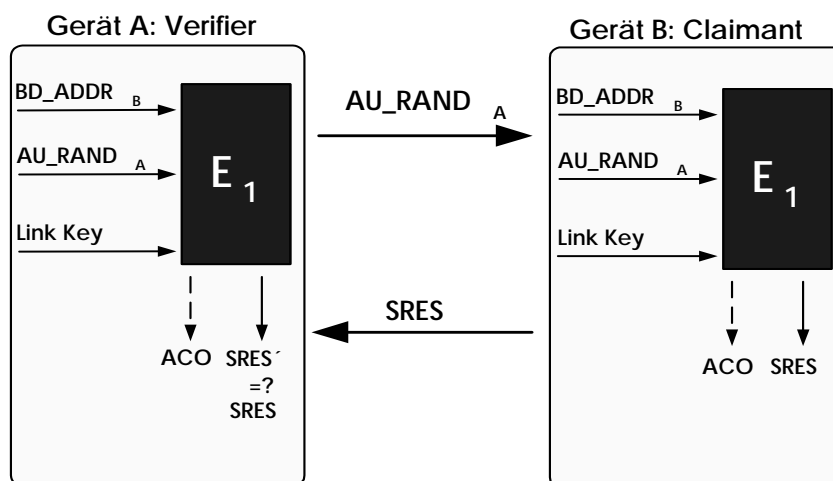 Gerät A: Verifier
BD_ADDR B
AU_RAND A
Link Key
E 1
ACO
SRES´
=?
SRES
AU_RAND A
SRES
Gerät B: Claimant
BD_ADDR B
AU_RAND A
Link Key
E 1
ACO
SRES